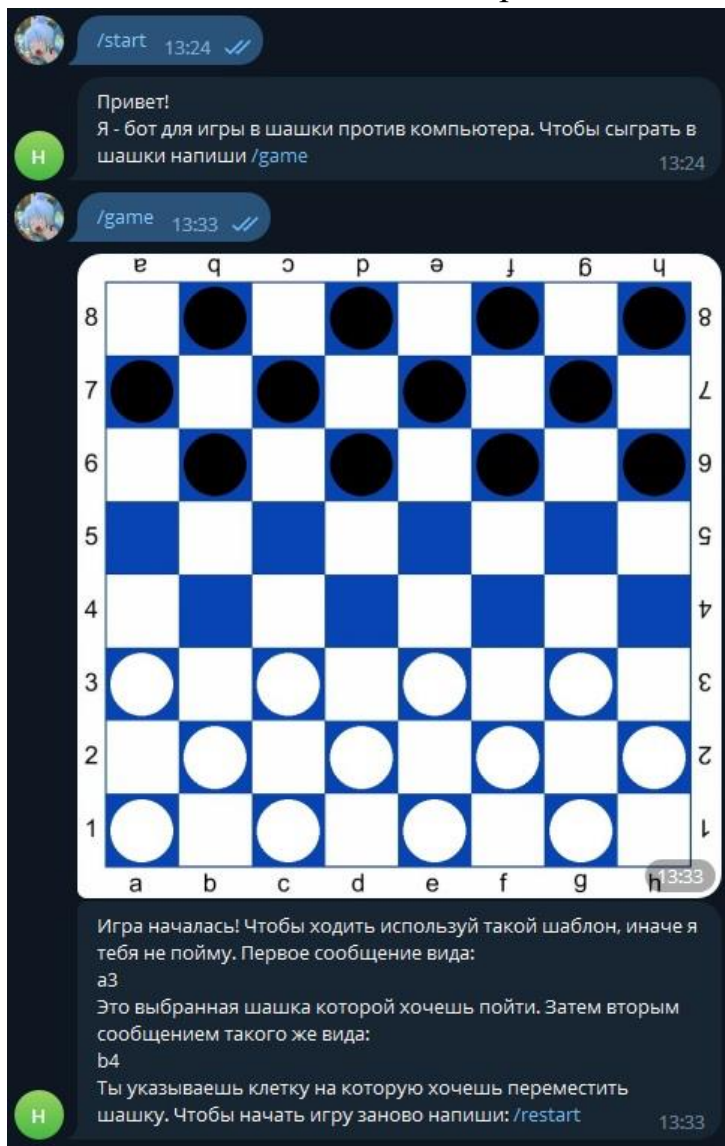 /start 13:24
Привет!
Я - бот для игры в шашки против компьютера. Чтобы сыграть в
шашки напиши /game
13:24
Н
/game 13:33
a b c d e f g h
8 8
7 7
6 6
5 5
4 4
3 3
2 2
1 1
a b c d e f g h
13:33
Игра началась! Чтобы ходить используй такой шаблон, иначе я
тебя не пойму. Первое сообщение вида:
a3
Это выбранная шашка которой хочешь пойти. Затем вторым
сообщением такого же вида:
b4
Ты указываешь клетку на которую хочешь переместить
шашку. Чтобы начать игру заново напиши: /restart
13:33
Н